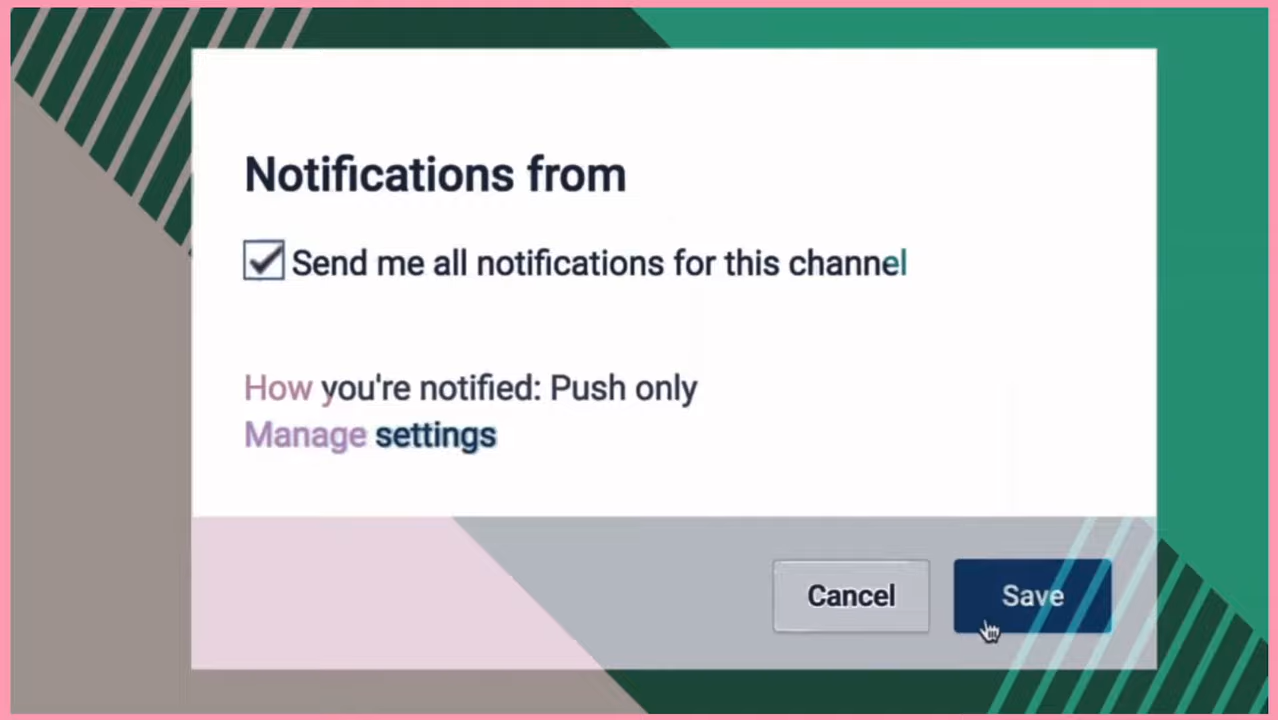 Notifications from
Send me all notifications for this channel
How you're notified: Push only
Manage settings
Cancel
Save